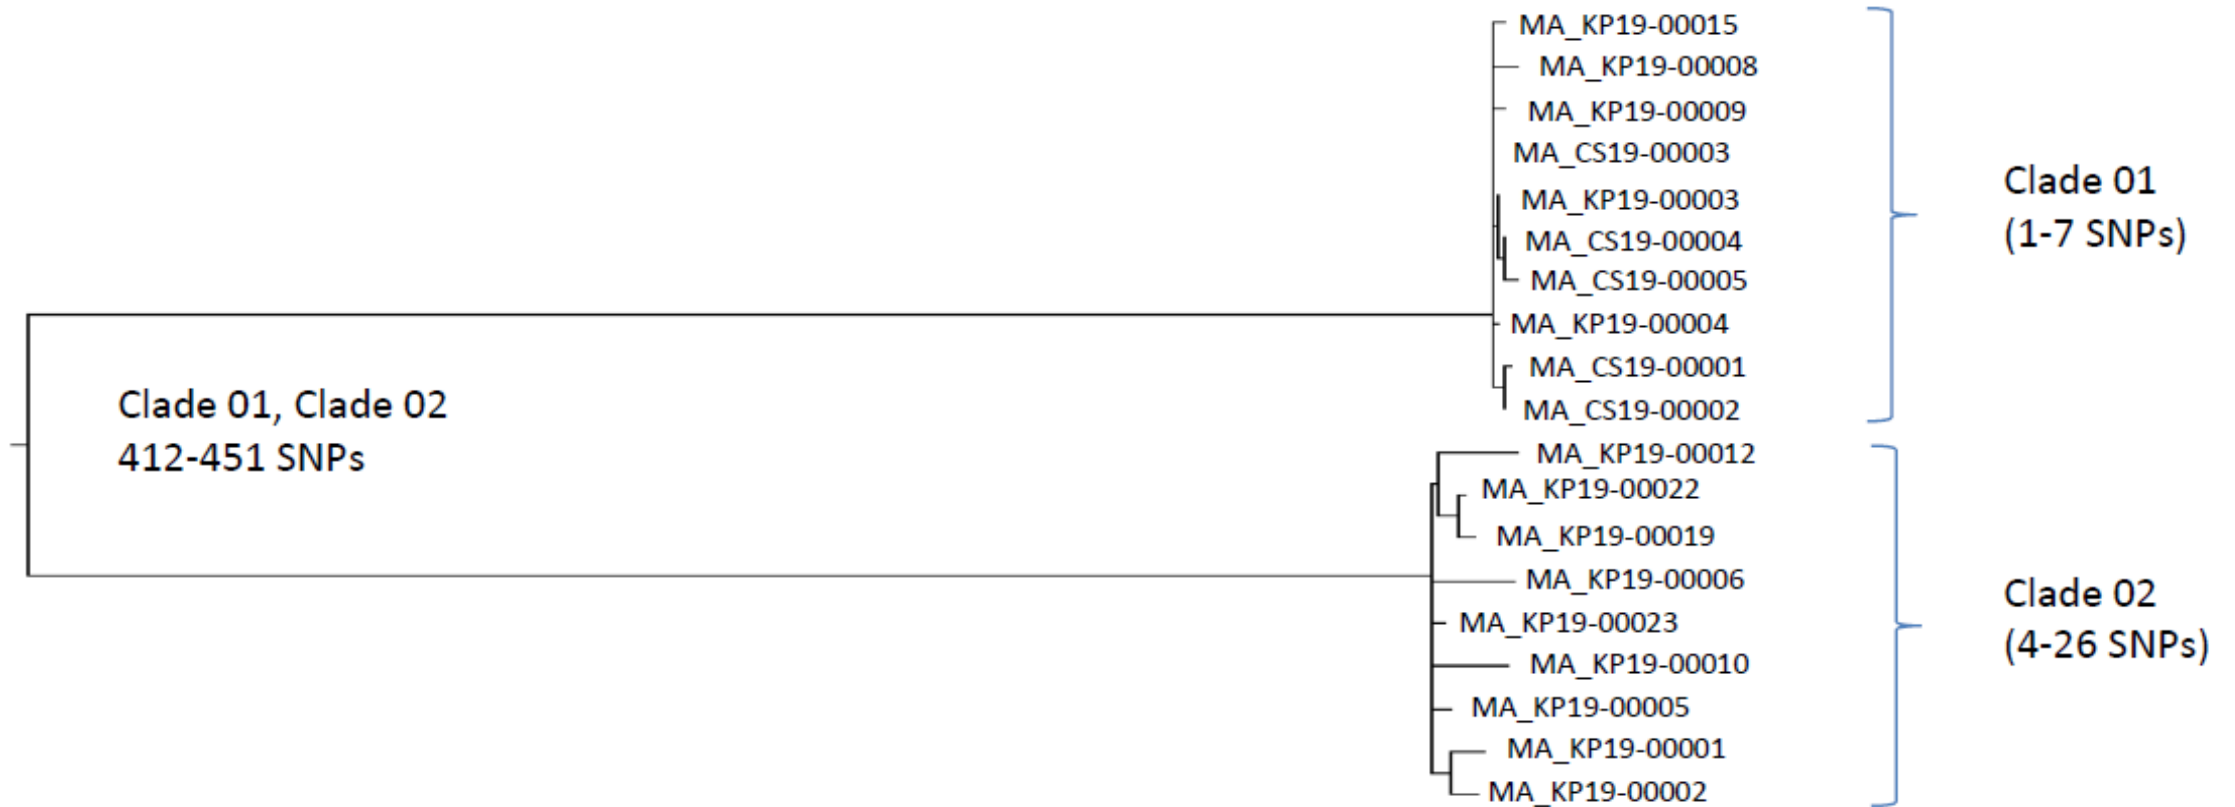 MA_KP19-00015
MA_KP19-00008
MA_KP19-00009
MA_CS19-00003
MA_KP19-00003
MA_CS19-00004
MA_CS19-00005
MA_KP19-00004
MA_CS19-00001
MA_CS19-00002
Clade 01
(1-7 SNPs)
Clade 01, Clade 02
412-451 SNPs
MA_KP19-00012
MA_KP19-00022
MA_KP19-00019
MA_KP19-00006
MA_KP19-00023
MA_KP19-00010
MA_KP19-00005
MA_KP19-00001
MA_KP19-00002
Clade 02
(4-26 SNPs)